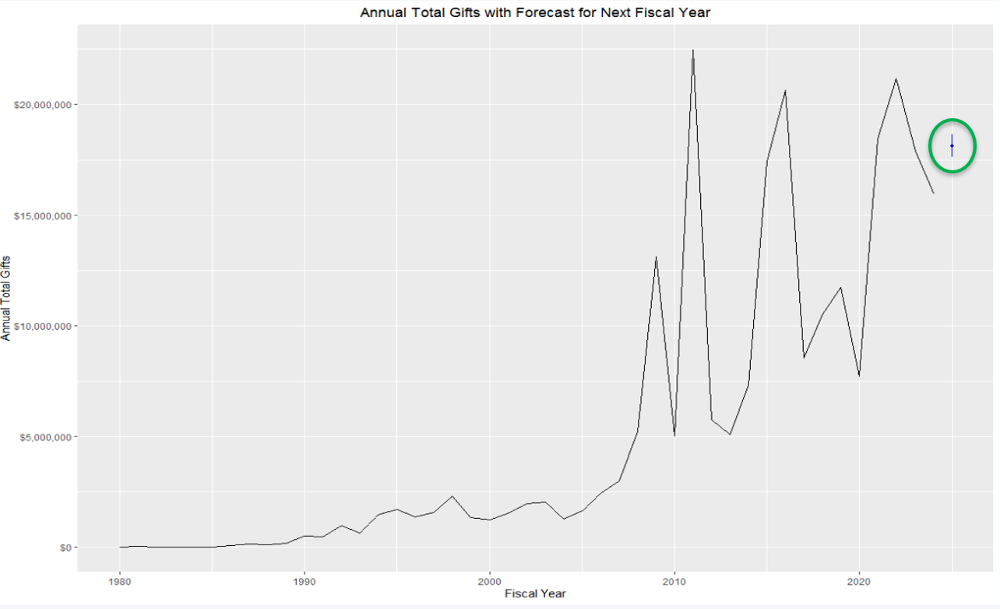 Annual Total Gifts with Forecast for Next Fiscal Year
Annual Total Gifts
$20,000,000
$15,000,000
$10,000,000
$5,000,000
$0
1980 1990 2000 2010 2020
Fiscal Year